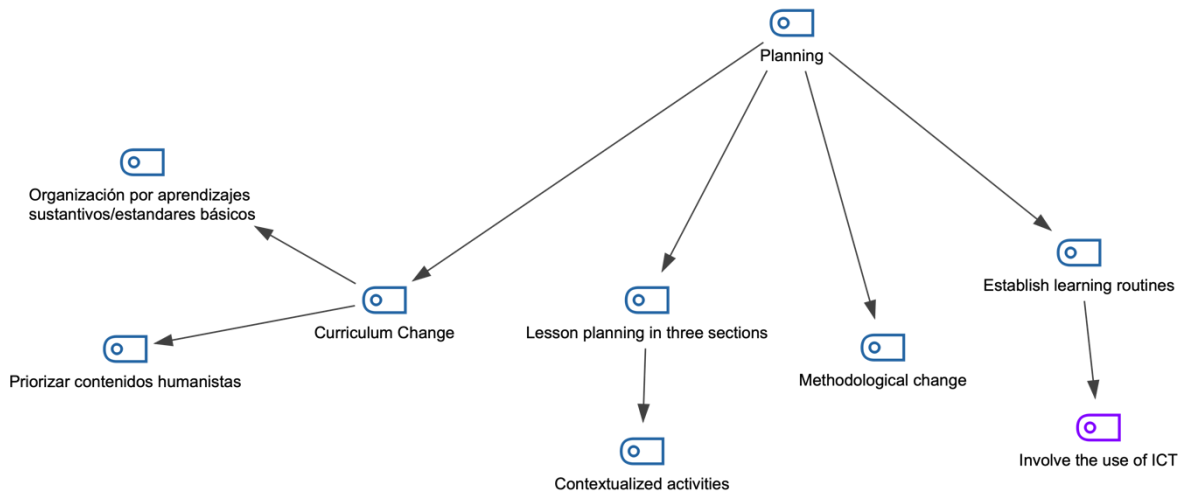 Planning
Organización por aprendizajes
sustantivos/estandares básicos
Establish learning routines
Curriculum Change
Lesson planning in three sections
Priorizar contenidos humanistas
Methodological change
Involve the use of ICT
Contextualized activities